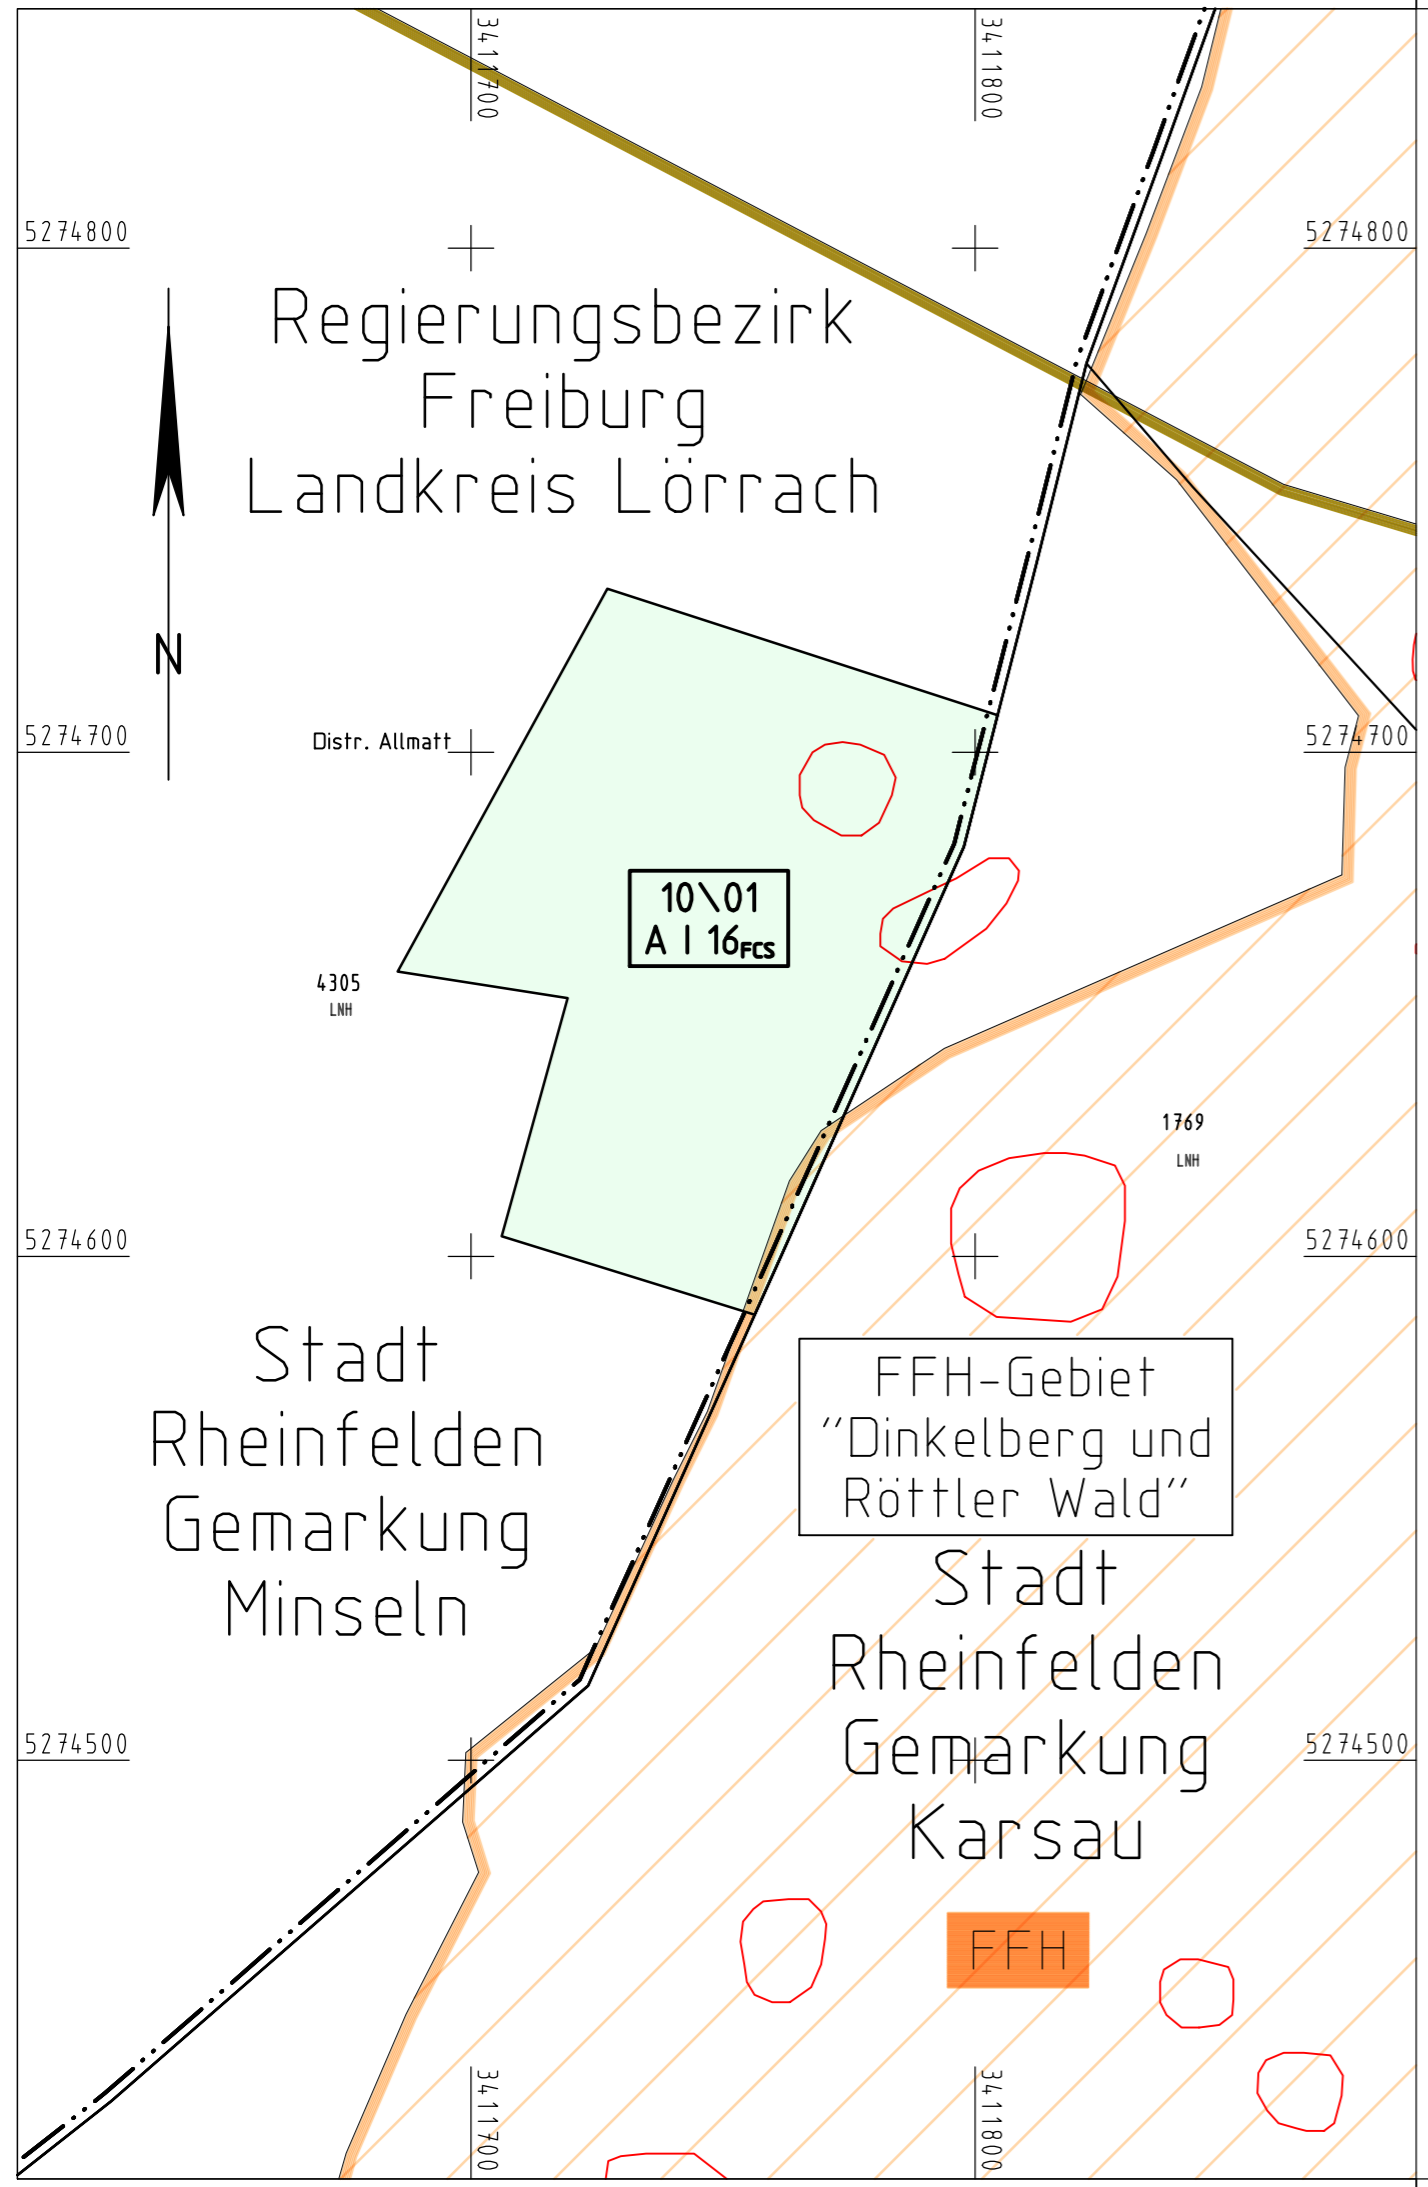 3411700
3411800
5274800
5274800
Regierungsbezirk
Freiburg
Landkreis Lörrach
N
Distr. Allmatt
5274700
5274700
10\01
A I 16FCS
4305
LNH
1769
LNH
5274600
5274600
Stadt
Rheinfelden
Gemarkung
Minseln
FFH-Gebiet
"Dinkelberg und
Röttler Wald"
Stadt
Rheinfelden
Gemarkung
Karsau
5274500
5274500
FFH
3411700
3411800